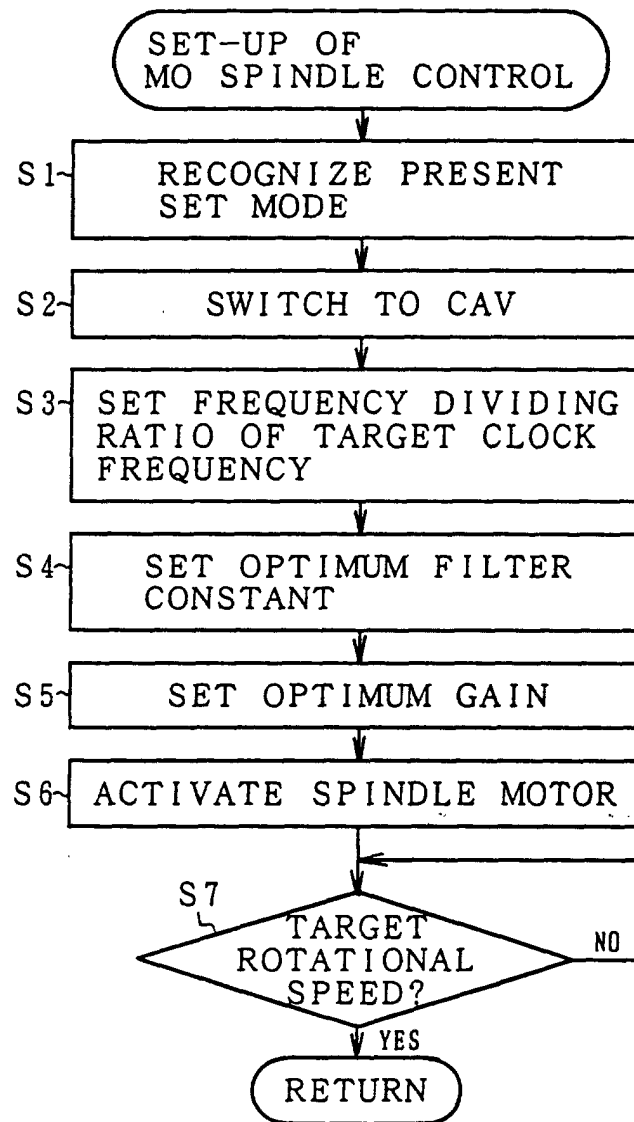 SET-UP OF
MO SPINDLE CONTROL
S1
RECOGNIZE PRESENT
SET MODE
S2
SWITCH TO CAV
S3
SET FREQUENCY DIVIDING
RATIO OF TARGET CLOCK
FREQUENCY
S4
SET OPTIMUM FILTER
CONSTANT
S5
SET OPTIMUM GAIN
S6
ACTIVATE SPINDLE MOTOR
S7
TARGET
ROTATIONAL
SPEED?
NO
YES
RETURN